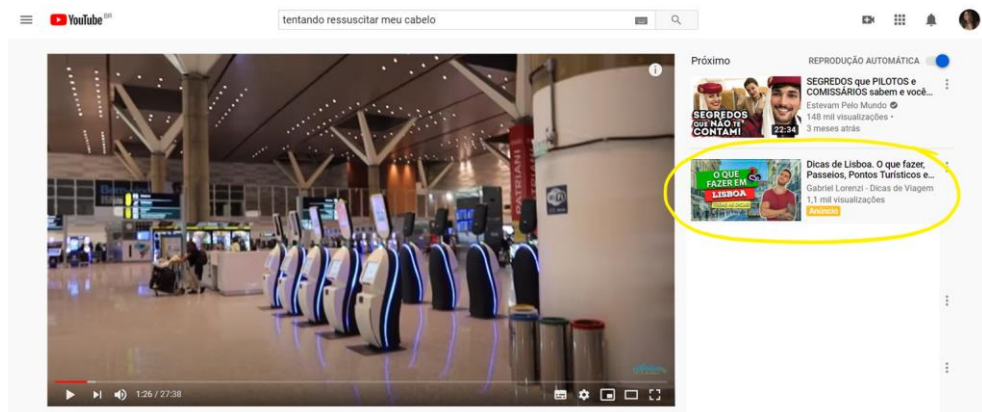 YouTube BR
tentando ressuscitar meu cabelo
Próximo
REPRODUÇÃO AUTOMÁTICA
SEGREDOS QUE NÃO TE CONTAM!
22:34
SEGREDOS que PILOTOS e
COMISSÁRIOS sabem e você...
Estevam Pelo Mundo
148 mil visualizações •
3 meses atrás
O QUE
FAZER EM
LISBOA
Dicas de Lisboa. O que fazer,
Passeios, Pontos Turísticos e...
Gabriel Lorenzi - Dicas de Viagem
1,1 mil visualizações
Anúncio
PATRIANI
1:26 / 27:38